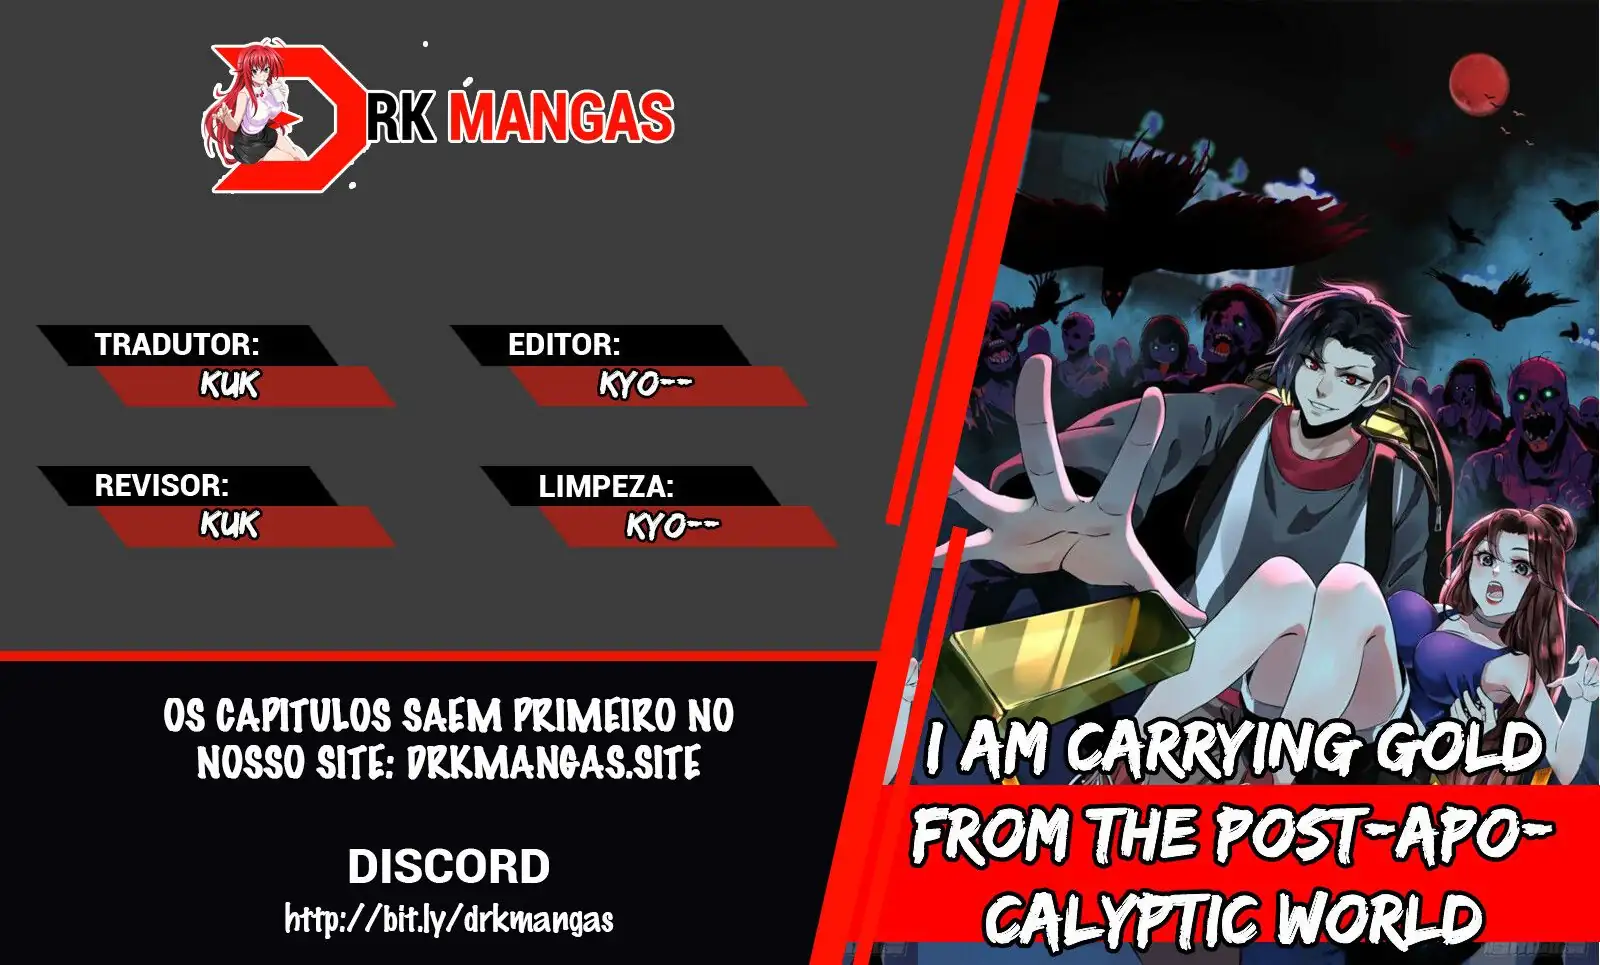 DRK MANGAS
TRADUTOR:
KUK
EDITOR:
KYO--
REVISOR:
KUK
LIMPEZA:
KYO--
OS CAPITULOS SAEM PRIMEIRO NO
NOSSO SITE: DRKMANGAS.SITE
DISCORD
http://bit.ly/drkmangas
I AM CARRYING GOLD
FROM THE POST-APO-
CALYPTIC WORLD